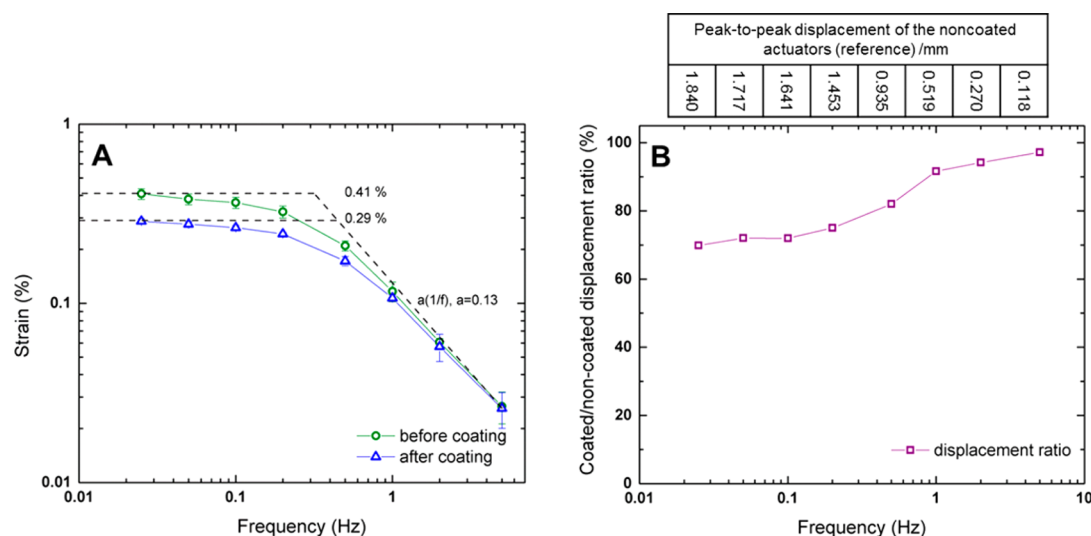 Peak-to-peak displacement of the noncoated
actuators (reference) /mm
1.840
1.717
1.641
1.453
0.935
0.519
0.270
0.118
A
1
0.1
0.01
Strain (%)
0.41 %
0.29 %
a(1/f), a=0.13
before coating
after coating
0.01
0.1
1
Frequency (Hz)
B
100
80
60
40
20
0
Coated/non-coated displacement ratio (%)
displacement ratio
0.01
0.1
1
10
Frequency (Hz)